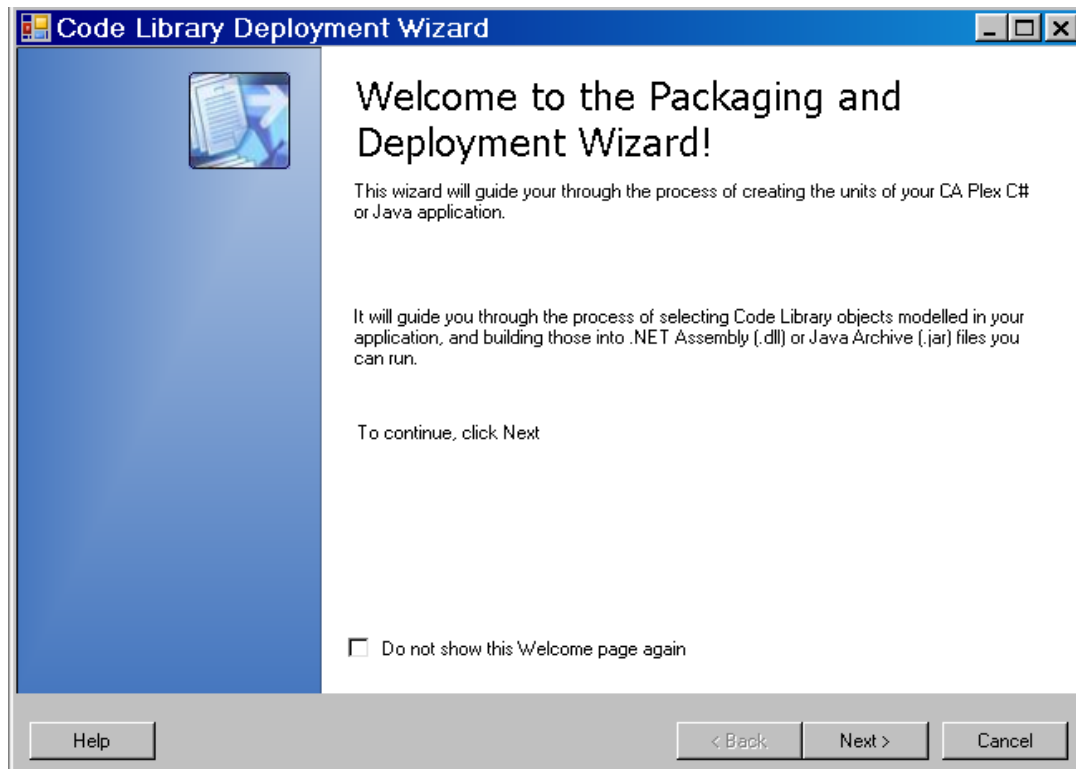 Code Library Deployment Wizard
Welcome to the Packaging and
Deployment Wizard!
This wizard will guide your through the process of creating the units of your CA Plex C#
or Java application.
It will guide you through the process of selecting Code Library objects modelled in your
application, and building those into .NET Assembly (.dll) or Java Archive (.jar) files you
can run.
To continue, click Next
Do not show this Welcome page again
Help
< Back
Next >
Cancel